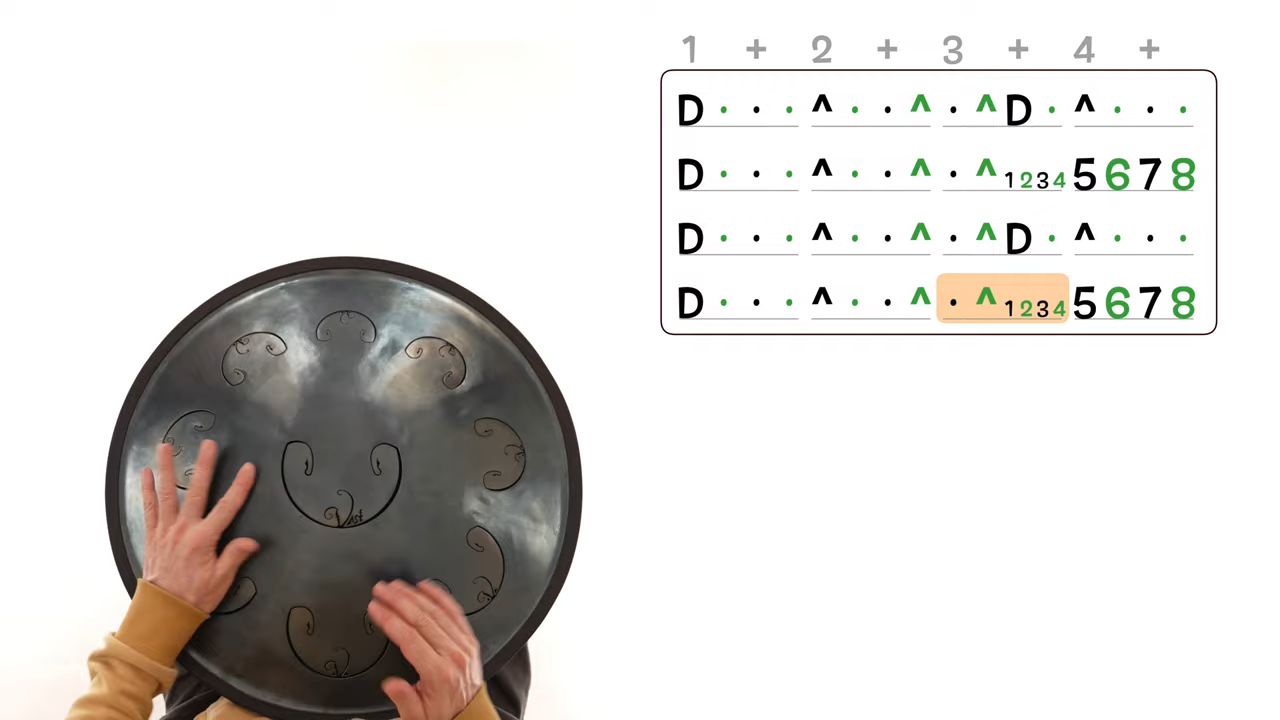 1 + 2 + 3 + 4 +
D · · · ^ · · ^ · ^ D · ^ · · ·
D · · · ^ · · ^ · ^ 1 2 3 4 5 6 7 8
D · · · ^ · · ^ · ^ D · ^ · · ·
D · · · ^ · · ^ · ^ 1 2 3 4 5 6 7 8
Vast